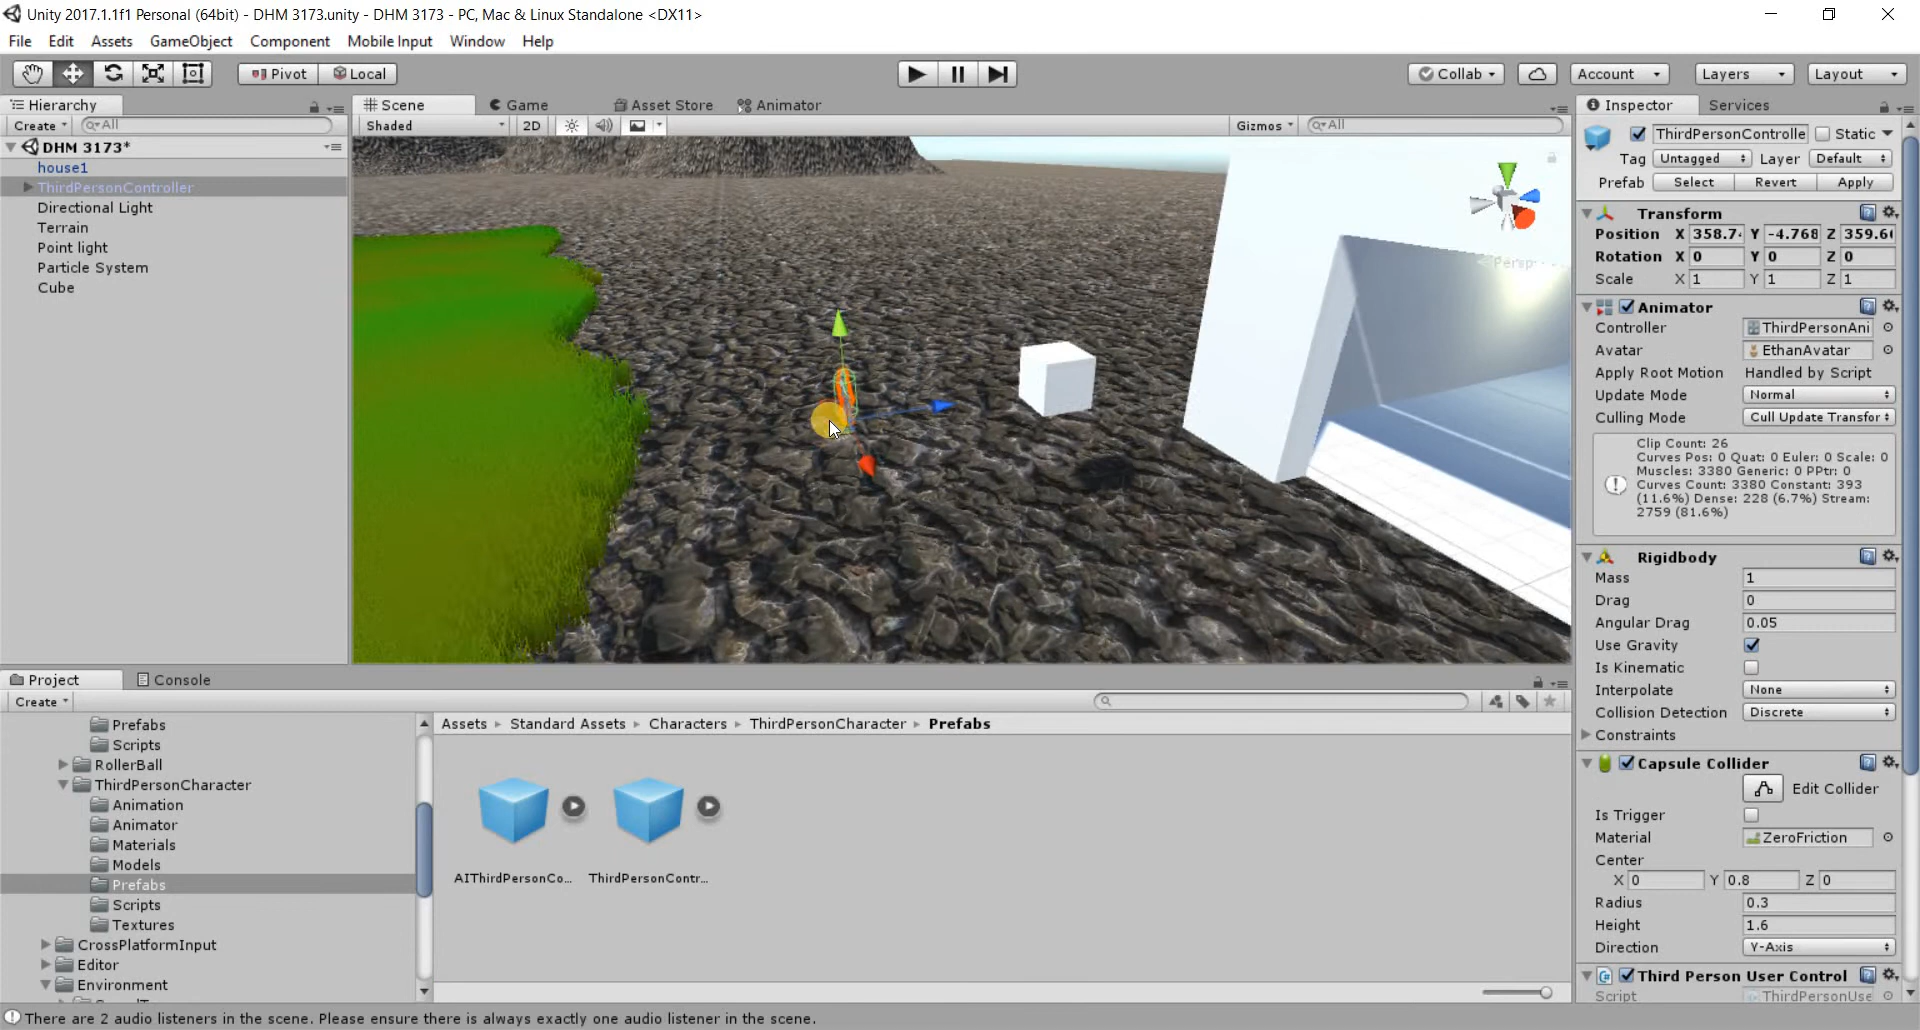 Unity 2017.1.1f1 Personal (64bit) - DHM 3173.unity - DHM 3173 - PC, Mac & Linux Standalone <DX11>
File Edit Assets GameObject Component Mobile Input Window Help
Pivot Local Collab Account Layers Layout
Hierarchy
Create All
DHM 3173*
house1
ThirdPersonController
Directional Light
Terrain
Point light
Particle System
Cube
Scene Game Asset Store Animator
Shaded 2D Gizmos All
Persp
Inspector Services
ThirdPersonControlle Static
Tag Untagged Layer Default
Prefab Select Revert Apply
Transform
Position X 358.7 Y -4.768 Z 359.6
Rotation X 0 Y 0 Z 0
Scale X 1 Y 1 Z 1
Animator
Controller ThirdPersonAni
Avatar EthanAvatar
Apply Root Motion Handled by Script
Update Mode Normal
Culling Mode Cull Update Transfor
Clip Count: 26
Curves Pos: 0 Quat: 0 Euler: 0 Scale: 0
Muscles: 3380 Generic: 0 PPtr: 0
Curves Count: 3380 Constant: 393
(11.6%) Dense: 228 (6.7%) Stream:
2759 (81.6%)
Rigidbody
Mass 1
Drag 0
Angular Drag 0.05
Use Gravity
Is Kinematic
Interpolate None
Collision Detection Discrete
Constraints
Capsule Collider
Edit Collider
Is Trigger
Material ZeroFriction
Center
X 0 Y 0.8 Z 0
Radius 0.3
Height 1.6
Direction Y-Axis
Third Person User Control
Script ThirdPersonUse
Project Console
Create
Prefabs
Scripts
RollerBall
ThirdPersonCharacter
Animation
Animator
Materials
Models
Prefabs
Scripts
Textures
CrossPlatformInput
Editor
Environment
Assets Standard Assets Characters ThirdPersonCharacter Prefabs
AIThirdPersonCo... ThirdPersonContr...
There are 2 audio listeners in the scene. Please ensure there is always exactly one audio listener in the scene.